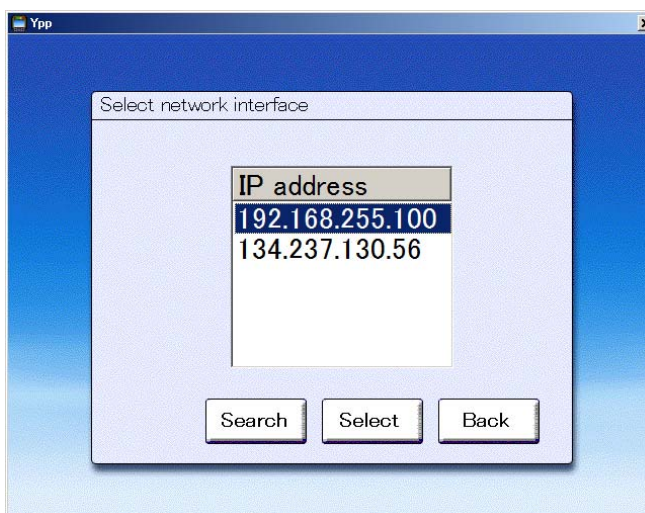 Ypp
Select network interface
IP address
192.168.255.100
134.237.130.56
Search Select Back